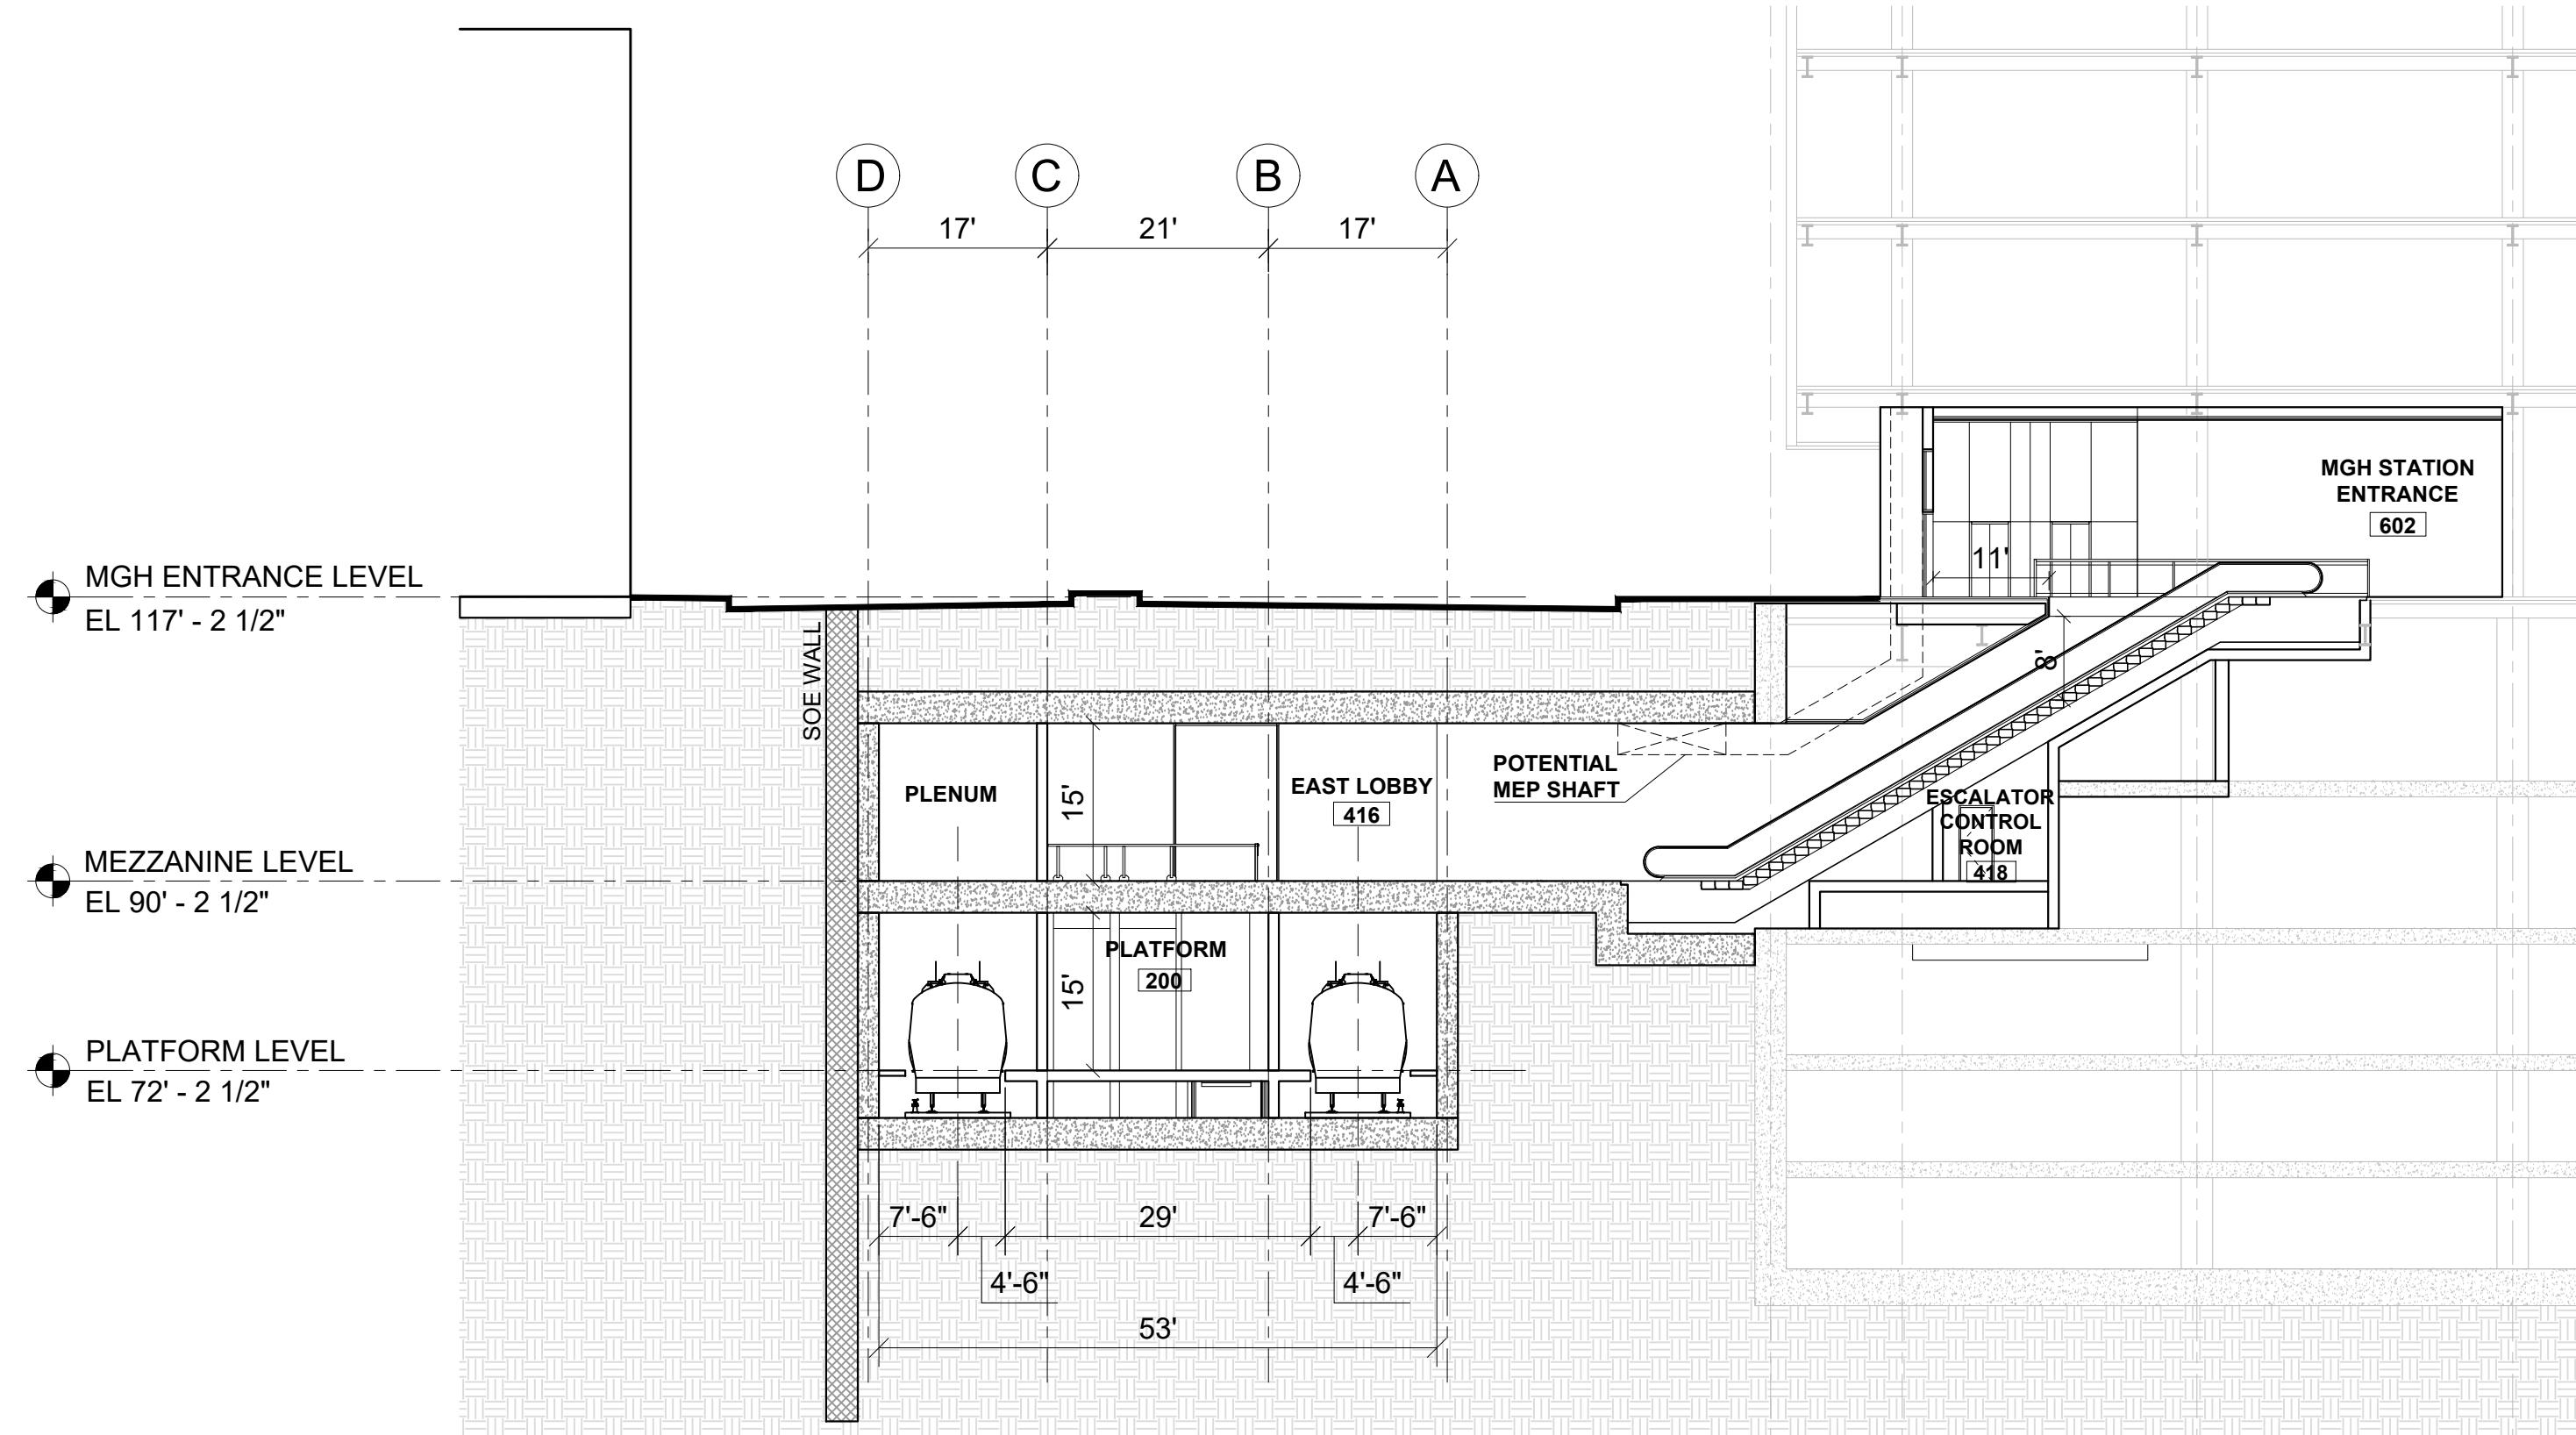 D
C
B
A
17'
21'
17'
MGH STATION
ENTRANCE
602
11'
MGH ENTRANCE LEVEL
EL 117' - 2 1/2"
SOE WALL
8'
POTENTIAL
MEP SHAFT
PLENUM
15'
EAST LOBBY
416
ESCALATOR
CONTROL
ROOM
418
MEZZANINE LEVEL
EL 90' - 2 1/2"
PLATFORM
200
15'
PLATFORM LEVEL
EL 72' - 2 1/2"
7'-6"
29'
7'-6"
4'-6"
4'-6"
53'